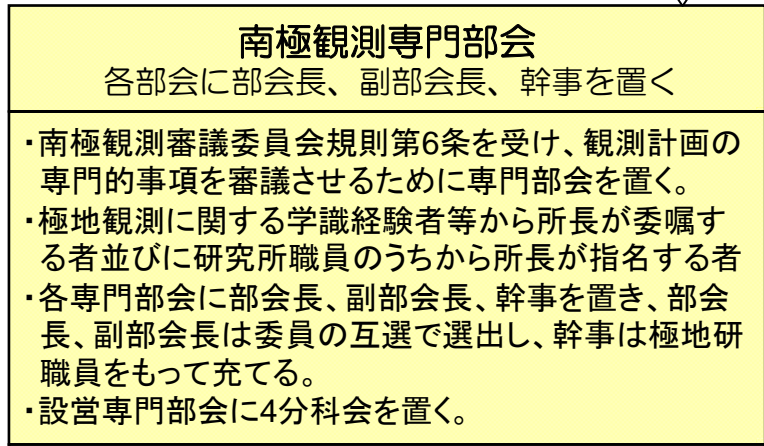 南極観測専門部会
各部会に部会長、副部会長、幹事を置く
・南極観測審議委員会規則第6条を受け、観測計画の
専門的事項を審議させるために専門部会を置く。
・極地観測に関する学識経験者等から所長が委嘱す
る者並びに研究所職員のうちから所長が指名する者
・各専門部会に部会長、副部会長、幹事を置き、部会
長、副部会長は委員の互選で選出し、幹事は極地研
職員をもって充てる。
・設営専門部会に4分科会を置く。